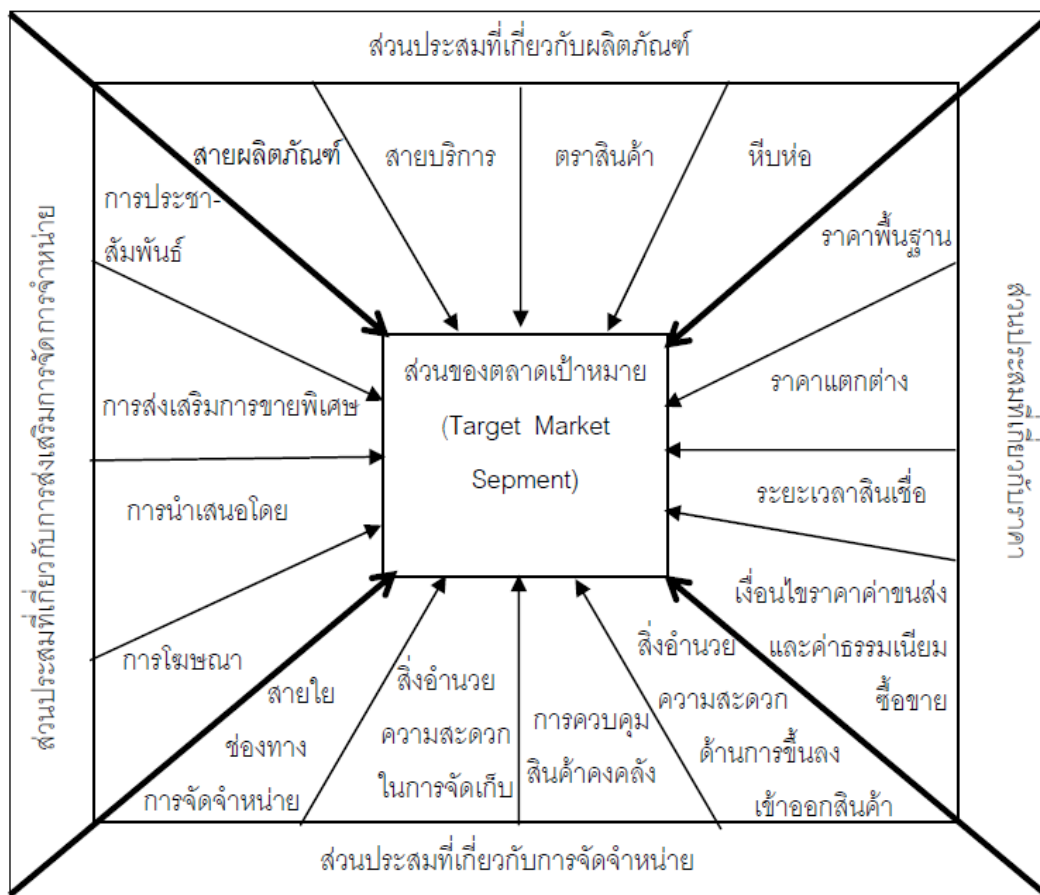 ส่วนประสมที่เกี่ยวกับผลิตภัณฑ์
สายผลิตภัณฑ์
สายบริการ
ตราสินค้า
หีบห่อ
การประชา-
สัมพันธ์
การส่งเสริมการขายพิเศษ
การนำเสนอโดย
การโฆษณา
ส่วนประสมที่เกี่ยวกับการส่งเสริมการจัดการจำหน่าย
ส่วนของตลาดเป้าหมาย
(Target Market
Sepment)
ราคาพื้นฐาน
ราคาแตกต่าง
ระยะเวลาสินเชื่อ
เงื่อนไขราคาค่าขนส่ง
และค่าธรรมเนียม
ซื้อขาย
ส่วนประสมที่เกี่ยวกับราคา
สายใย
ช่องทาง
การจัดจำหน่าย
สิ่งอำนวย
ความสะดวก
ในการจัดเก็บ
การควบคุม
สินค้าคงคลัง
สิ่งอำนวย
ความสะดวก
ด้านการขึ้นลง
เข้าออกสินค้า
ส่วนประสมที่เกี่ยวกับการจัดจำหน่าย